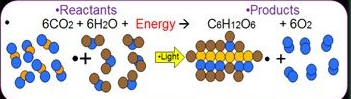 •Reactants •Products
• 6CO2 + 6H2O + Energy → C6H12O6 + 6O2
•+ •Light • +